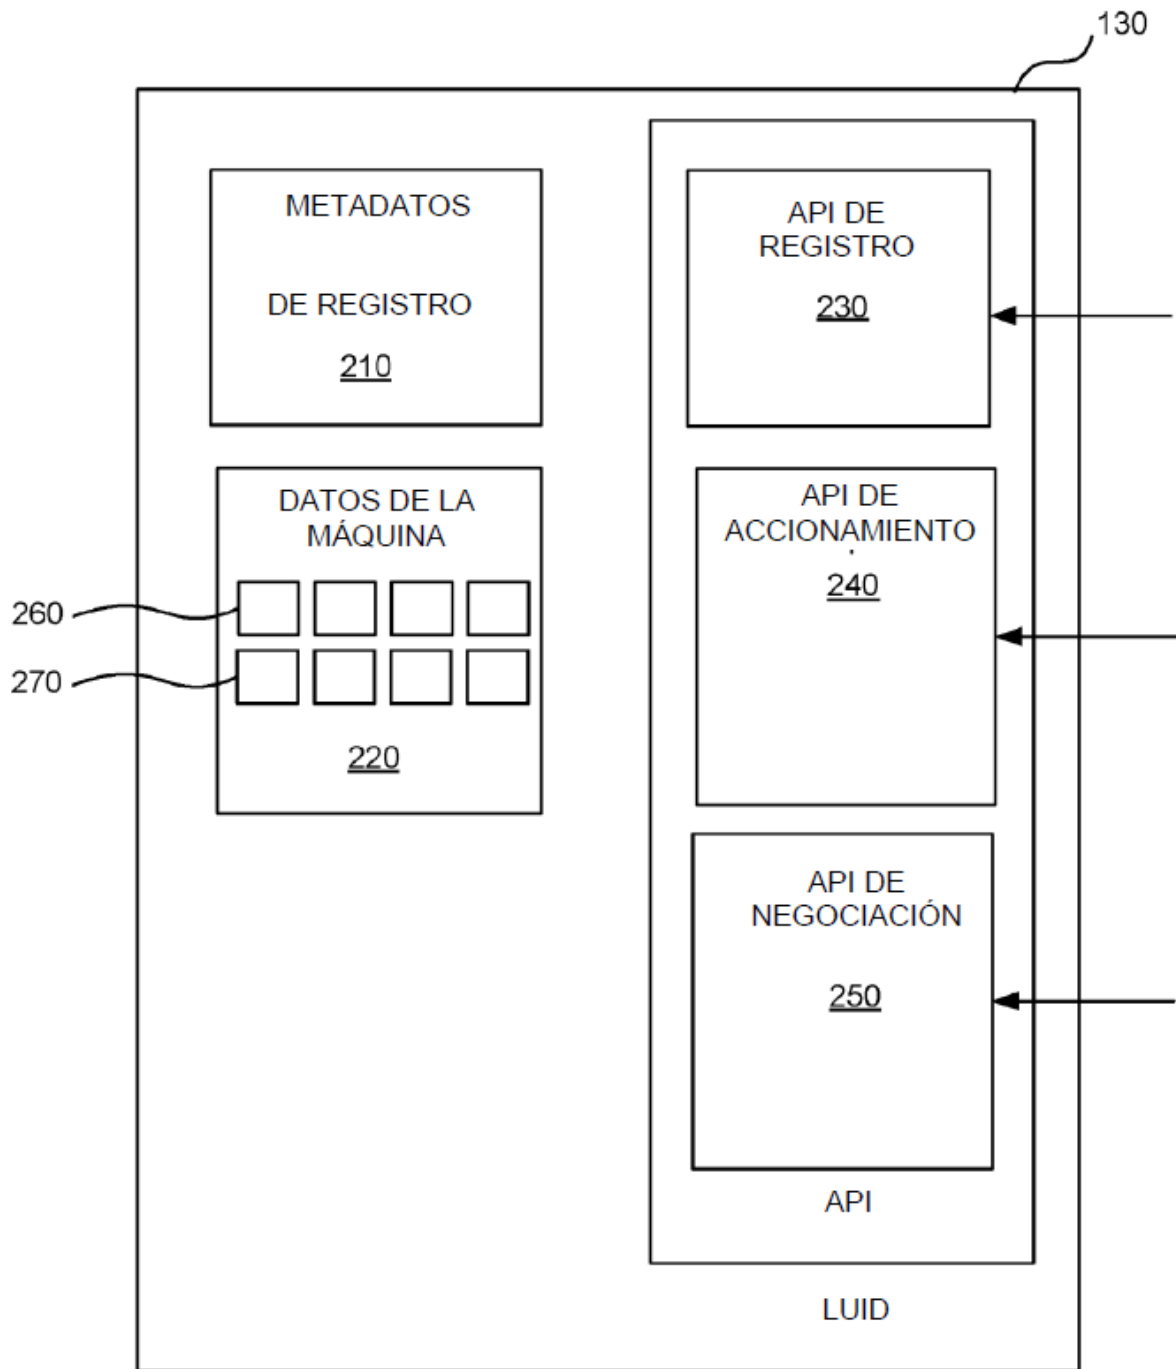 130
METADATOS
DE REGISTRO
210
DATOS DE LA
MÁQUINA
260
270
220
API DE
REGISTRO
230
API DE
ACCIONAMIENTO
240
API DE
NEGOCIACIÓN
250
API
LUID